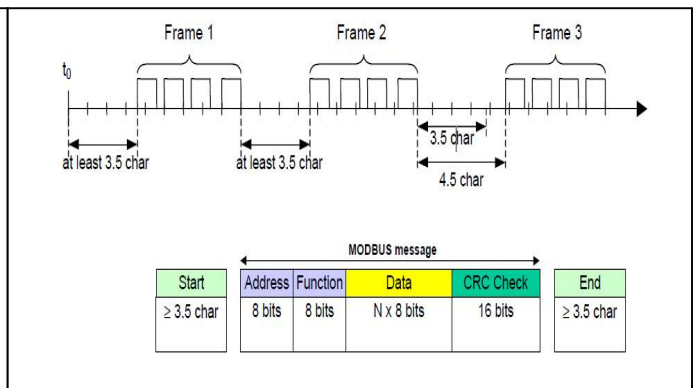 Frame 1 Frame 2 Frame 3
t0
at least 3.5 char at least 3.5 char 3.5 char
4.5 char
MODBUS message
Start Address Function Data CRC Check End
≥ 3.5 char 8 bits 8 bits N x 8 bits 16 bits ≥ 3.5 char